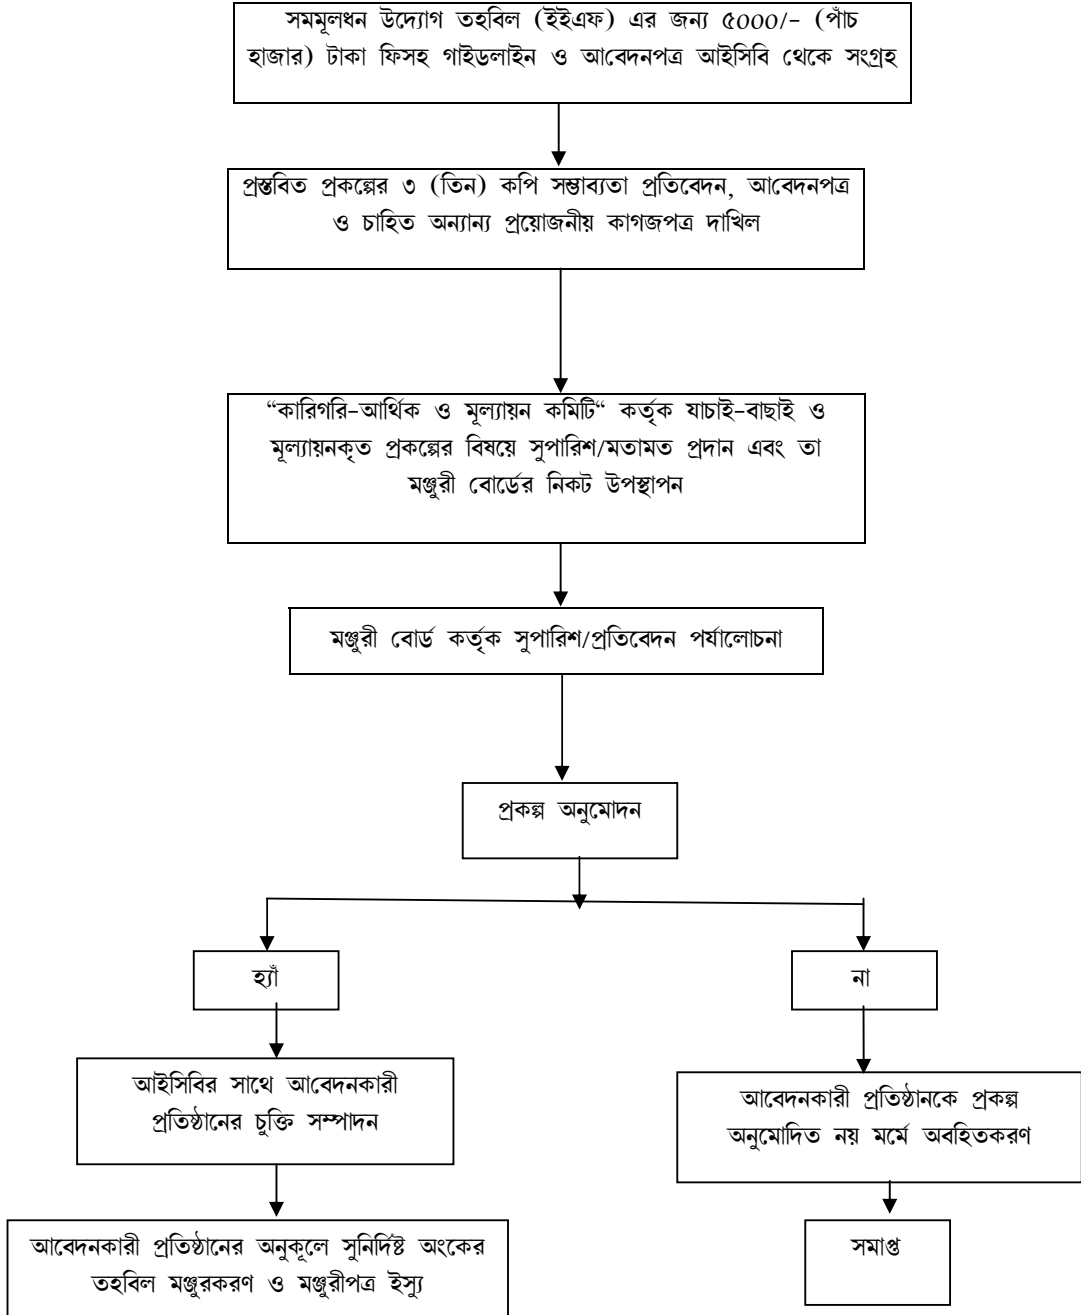 সমমূলধন উদ্যোগ তহবিল (ইইএফ) এর জন্য ৫০০০/- (পাঁচ
হাজার) টাকা ফিসহ গাইডলাইন ও আবেদনপত্র আইসিবি থেকে সংগ্রহ
প্রস্তবিত প্রকল্পের ৩ (তিন) কপি সম্ভাব্যতা প্রতিবেদন, আবেদনপত্র
ও চাহিত অন্যান্য প্রয়োজনীয় কাগজপত্র দাখিল
“কারিগরি-আর্থিক ও মূল্যায়ন কমিটি“ কর্তৃক যাচাই-বাছাই ও
মূল্যায়নকৃত প্রকল্পের বিষয়ে সুপারিশ/মতামত প্রদান এবং তা
মঞ্জুরী বোর্ডের নিকট উপস্থাপন
মঞ্জুরী বোর্ড কর্তৃক সুপারিশ/প্রতিবেদন পর্যালোচনা
প্রকল্প অনুমোদন
হ্যাঁ
না
আইসিবির সাথে আবেদনকারী
প্রতিষ্ঠানের চুক্তি সম্পাদন
আবেদনকারী প্রতিষ্ঠানকে প্রকল্প
অনুমোদিত নয় মর্মে অবহিতকরণ
আবেদনকারী প্রতিষ্ঠানের অনুকূলে সুনির্দিষ্ট অংকের
তহবিল মঞ্জুরকরণ ও মঞ্জুরীপত্র ইস্যু
সমাপ্ত